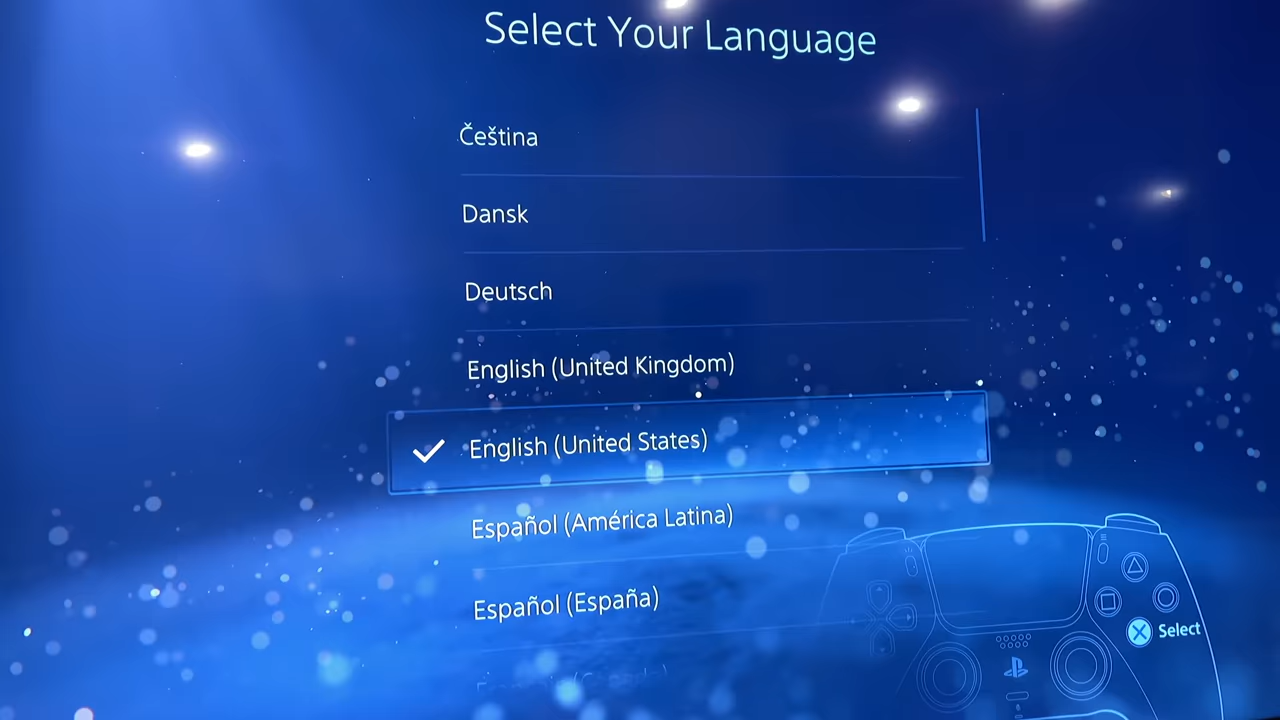 Select Your Language
Čeština
Dansk
Deutsch
English (United Kingdom)
English (United States)
Español (América Latina)
Español (España)
Select